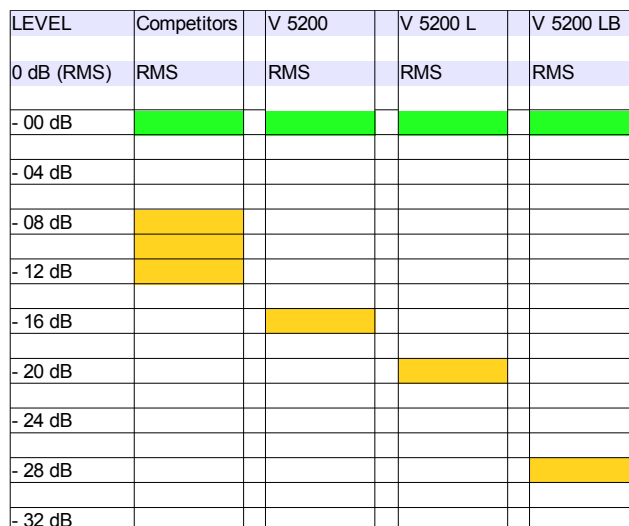 LEVEL Competitors V 5200 V 5200 L V 5200 LB
0 dB (RMS) RMS RMS RMS RMS
- 00 dB
- 04 dB
- 08 dB
- 12 dB
- 16 dB
- 20 dB
- 24 dB
- 28 dB
- 32 dB